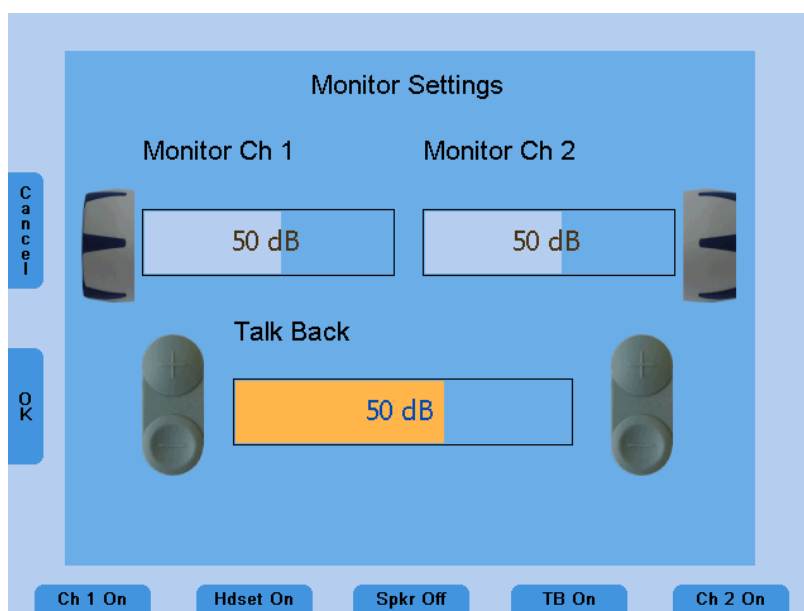 Monitor Settings
Monitor Ch 1
Monitor Ch 2
Cancel
50 dB
50 dB
Talk Back
OK
50 dB
Ch 1 On
Hdset On
Spkr Off
TB On
Ch 2 On